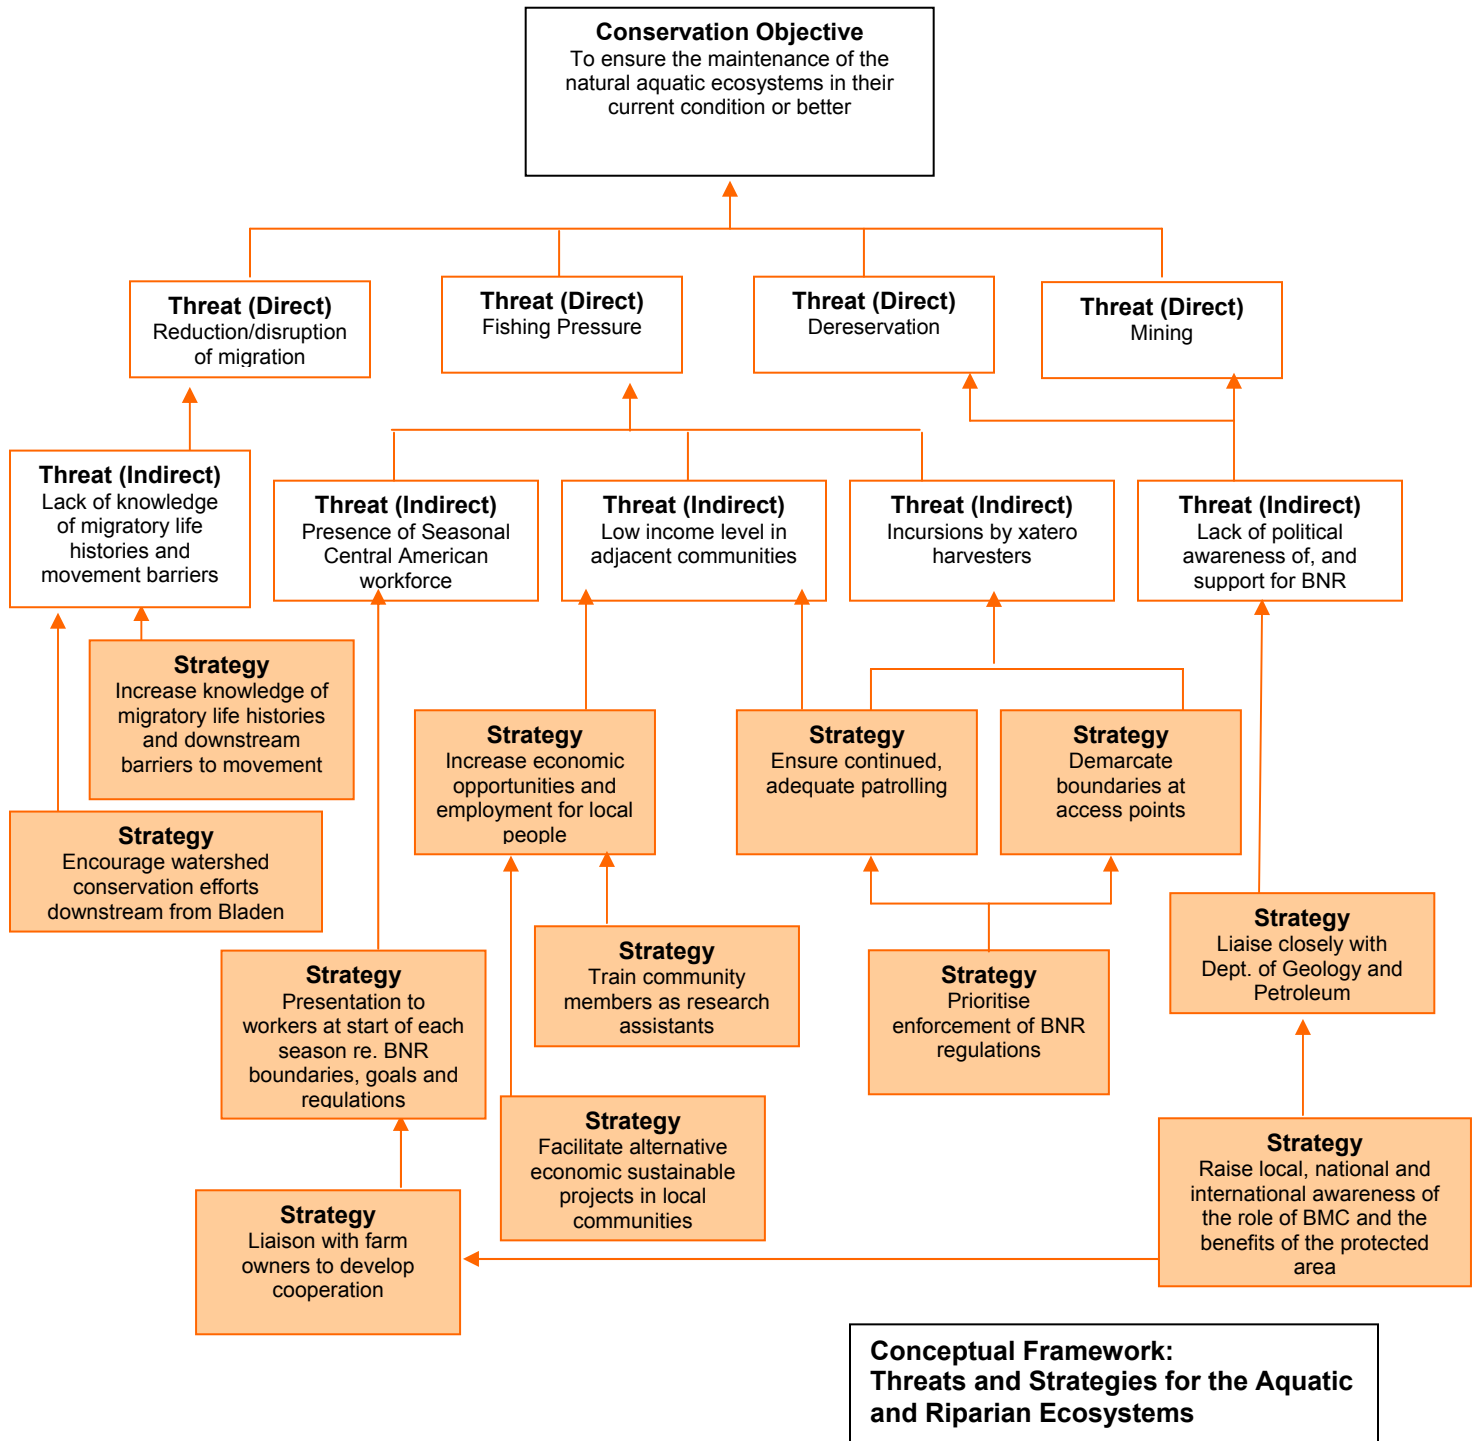 Conservation Objective
To ensure the maintenance of the
natural aquatic ecosystems in their
current condition or better
Threat (Direct)
Reduction/disruption
of migration
Threat (Direct)
Fishing Pressure
Threat (Direct)
Dereservation
Threat (Direct)
Mining
Threat (Indirect)
Lack of knowledge
of migratory life
histories and
movement barriers
Threat (Indirect)
Presence of Seasonal
Central American
workforce
Threat (Indirect)
Low income level in
adjacent communities
Threat (Indirect)
Incursions by xatero
harvesters
Threat (Indirect)
Lack of political
awareness of, and
support for BNR
Strategy
Increase knowledge of
migratory life histories
and downstream
barriers to movement
Strategy
Increase economic
opportunities and
employment for local
people
Strategy
Ensure continued,
adequate patrolling
Strategy
Demarcate
boundaries at
access points
Strategy
Encourage watershed
conservation efforts
downstream from Bladen
Strategy
Liaise closely with
Dept. of Geology and
Petroleum
Strategy
Presentation to
workers at start of each
season re. BNR
boundaries, goals and
regulations
Strategy
Train community
members as research
assistants
Strategy
Prioritise
enforcement of BNR
regulations
Strategy
Facilitate alternative
economic sustainable
projects in local
communities
Strategy
Raise local, national and
international awareness of
the role of BMC and the
benefits of the protected
area
Strategy
Liaison with farm
owners to develop
cooperation
Conceptual Framework:
Threats and Strategies for the Aquatic
and Riparian Ecosystems